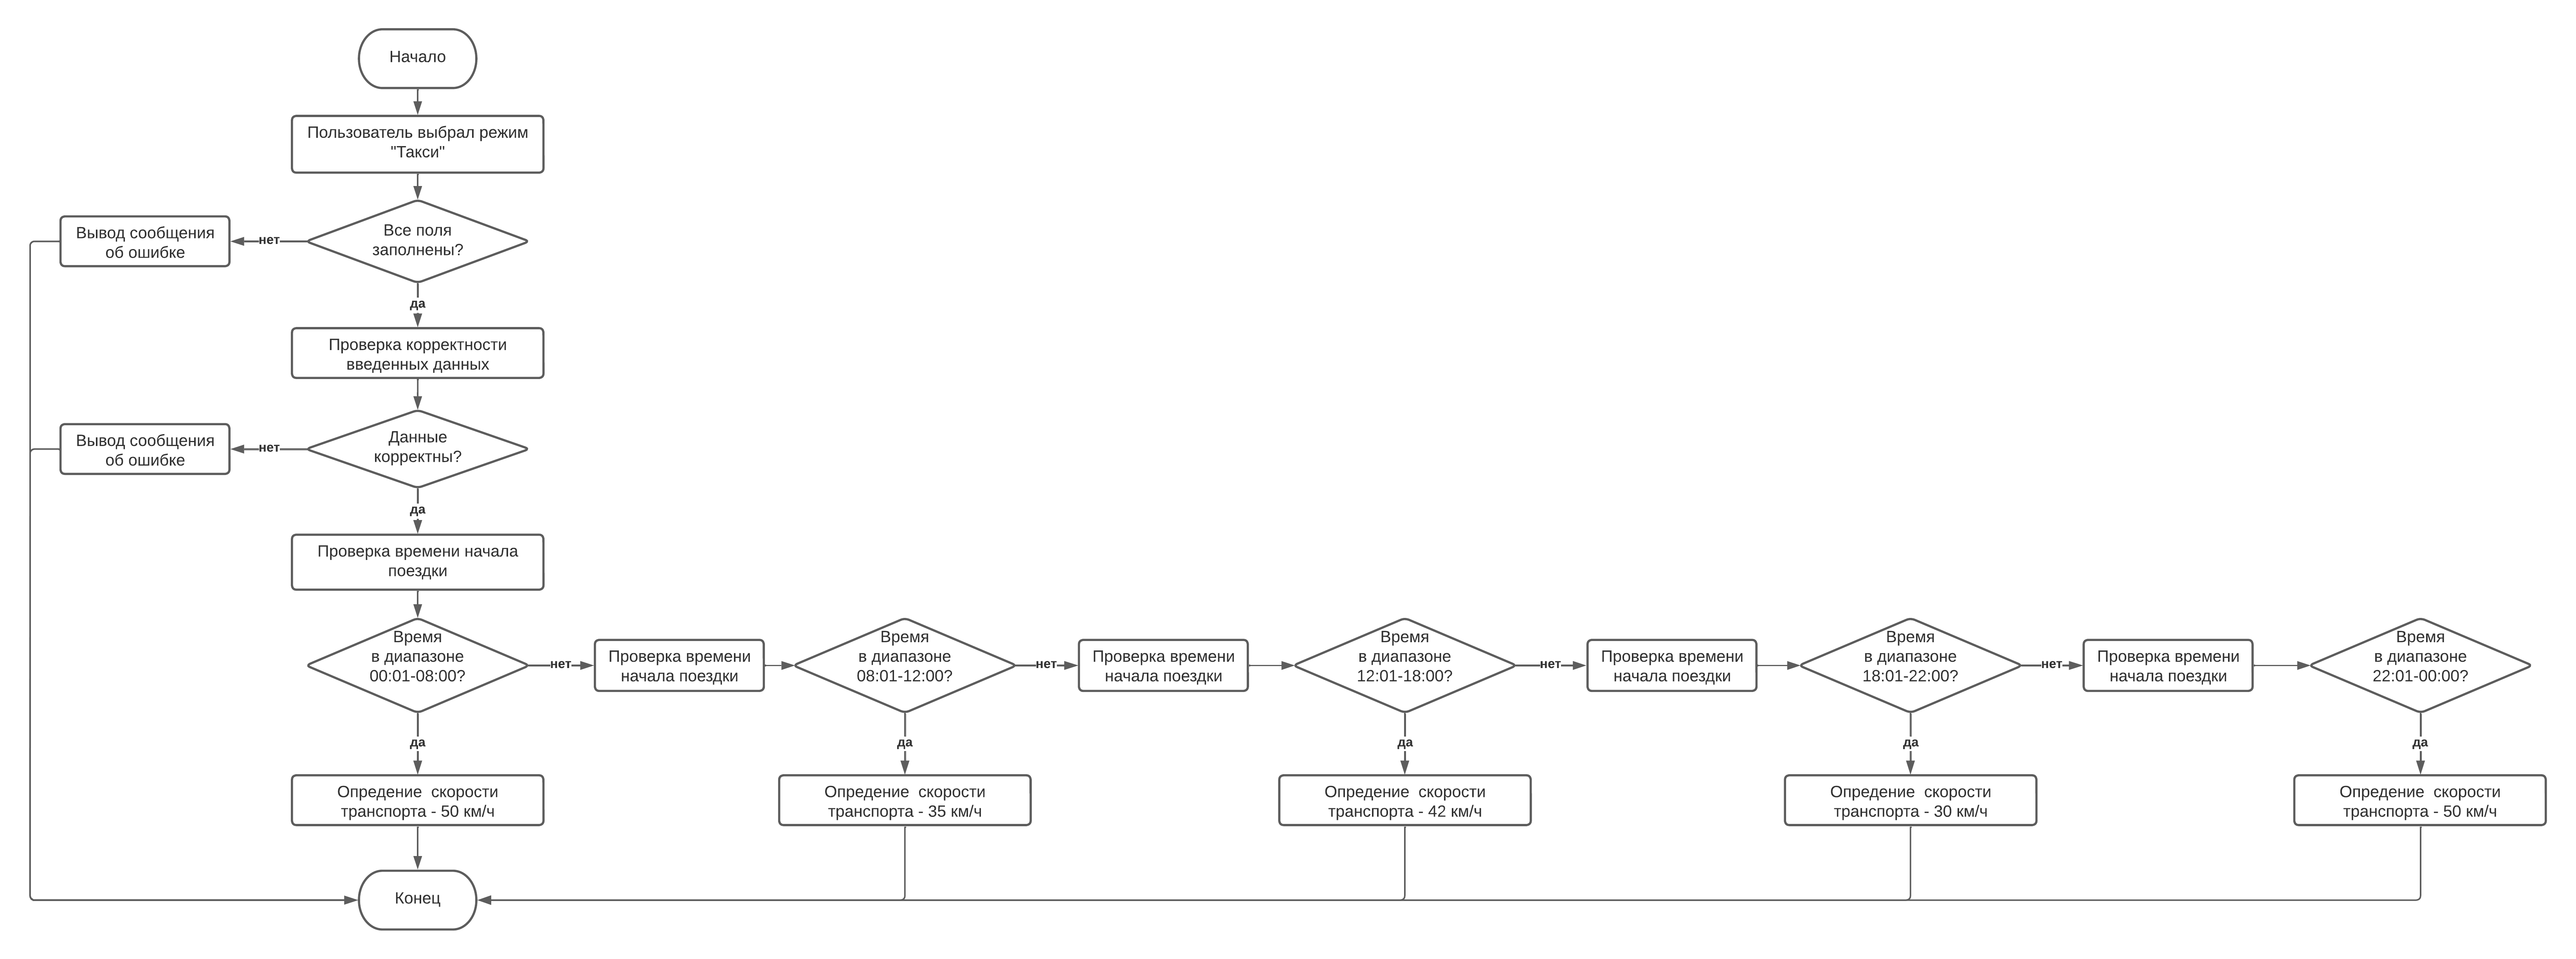 Начало
Пользователь выбрал режим
"Такси"
Все поля
заполнены?
нет
Вывод сообщения
об ошибке
да
Проверка корректности
введенных данных
Данные
корректны?
нет
Вывод сообщения
об ошибке
да
Проверка времени начала
поездки
Время
в диапазоне
00:01-08:00?
нет
Проверка времени
начала поездки
Время
в диапазоне
08:01-12:00?
нет
Проверка времени
начала поездки
Время
в диапазоне
12:01-18:00?
нет
Проверка времени
начала поездки
Время
в диапазоне
18:01-22:00?
нет
Проверка времени
начала поездки
Время
в диапазоне
22:01-00:00?
да
да
да
да
да
Опредение скорости
транспорта - 50 км/ч
Опредение скорости
транспорта - 35 км/ч
Опредение скорости
транспорта - 42 км/ч
Опредение скорости
транспорта - 30 км/ч
Опредение скорости
транспорта - 50 км/ч
Конец